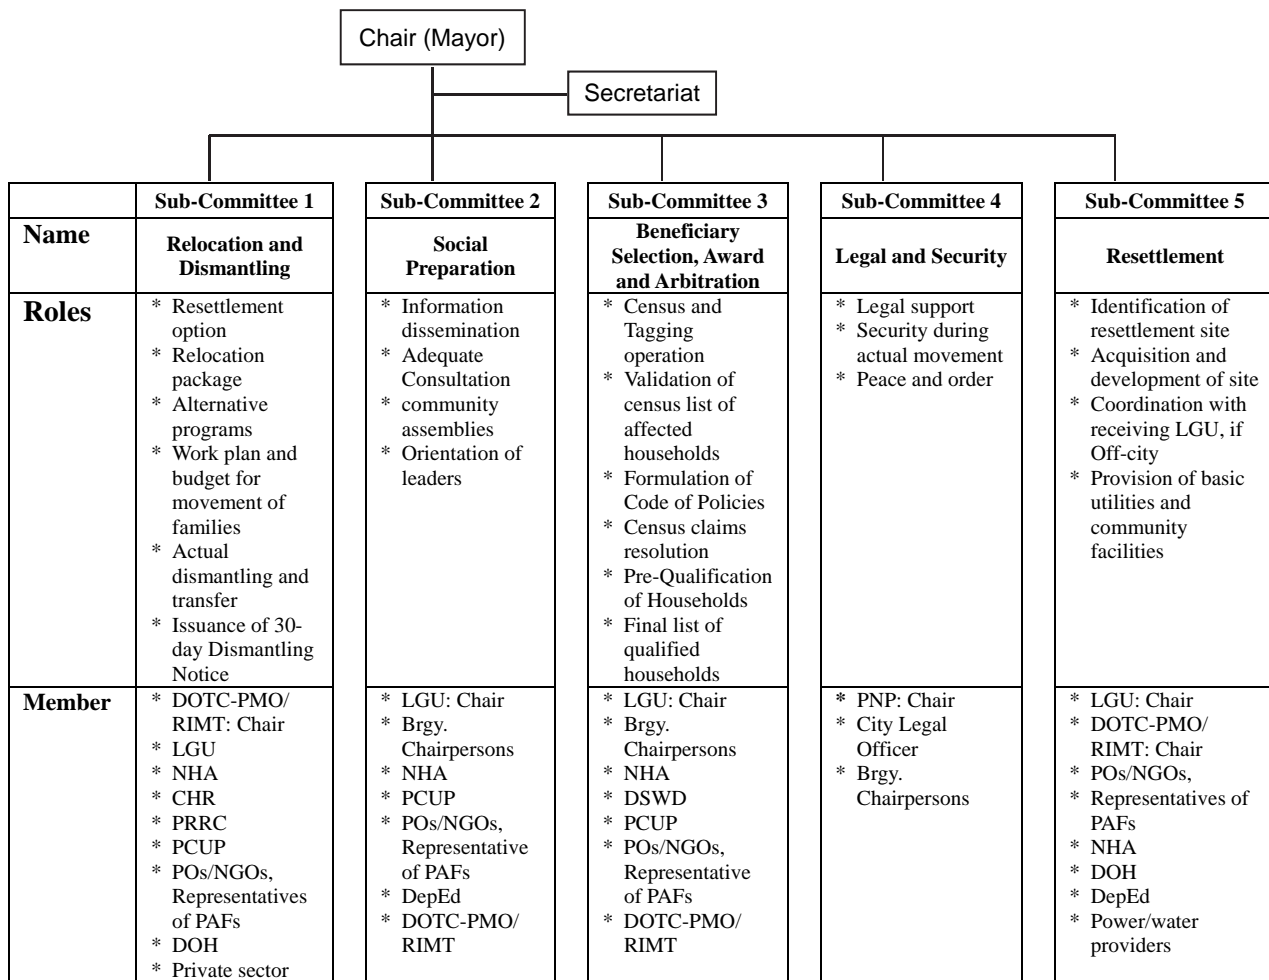 Chair (Mayor)
Secretariat
Name
Sub-Committee 1
Relocation and
Dismantling
Sub-Committee 2
Social
Preparation
Sub-Committee 3
Beneficiary
Selection, Award
and Arbitration
Sub-Committee 4
Legal and Security
Sub-Committee 5
Resettlement
Roles
* Resettlement
option
* Relocation
package
* Alternative
programs
* Work plan and
budget for
movement of
families
* Actual
dismantling and
transfer
* Issuance of 30-
day Dismantling
Notice
* Information
dissemination
* Adequate
Consultation
* community
assemblies
* Orientation of
leaders
* Census and
Tagging
operation
* Validation of
census list of
affected
households
* Formulation of
Code of Policies
* Census claims
resolution
* Pre-Qualification
of Households
* Final list of
qualified
households
* Legal support
* Security during
actual movement
* Peace and order
* Identification of
resettlement site
* Acquisition and
development of site
* Coordination with
receiving LGU, if
Off-city
* Provision of basic
utilities and
community
facilities
Member
* DOTC-PMO/
RIMT: Chair
* LGU
* NHA
* CHR
* PRRC
* PCUP
* POs/NGOs,
Representatives
of PAFs
* DOH
* Private sector
* LGU: Chair
* Brgy.
Chairpersons
* NHA
* PCUP
* POs/NGOs,
Representative
of PAFs
* DepEd
* DOTC-PMO/
RIMT
* LGU: Chair
* Brgy.
Chairpersons
* NHA
* DSWD
* PCUP
* POs/NGOs,
Representative
of PAFs
* DOTC-PMO/
RIMT
* PNP: Chair
* City Legal
Officer
* Brgy.
Chairpersons
* LGU: Chair
* DOTC-PMO/
RIMT: Chair
* POs/NGOs,
* Representatives of
PAFs
* NHA
* DOH
* DepEd
* Power/water
providers